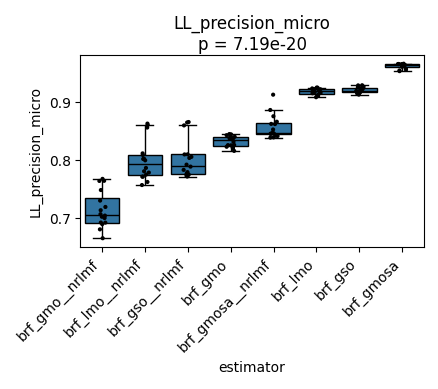 LL_precision_micro
p = 7.19e-20
LL_precision_micro
0.9
0.8
0.7
brf_gmo__nrlmf
brf_lmo__nrlmf
brf_gso__nrlmf
brf_gmo
brf_gmosa__nrlmf
brf_lmo
brf_gso
brf_gmosa
estimator